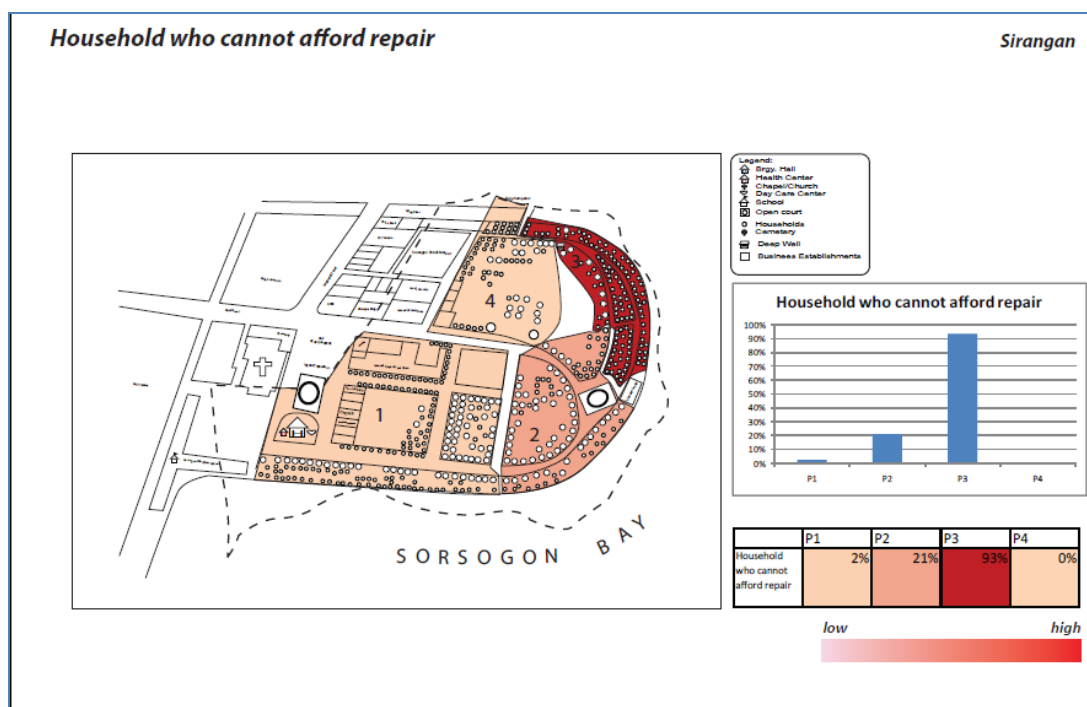 Household who cannot afford repair
Sirangan
Legend:
Brgy. Hall
Health Center
Chapel/Church
Day Care Center
School
Open court
Households
Cemetery
Deep Well
Business Establishments
3
4
1
2
SORSOGON BAY
Household who cannot afford repair
100%
90%
80%
70%
60%
50%
40%
30%
20%
10%
0%
P1 P2 P3 P4
P1 P2 P3 P4
Household who cannot afford repair 2% 21% 93% 0%
low high